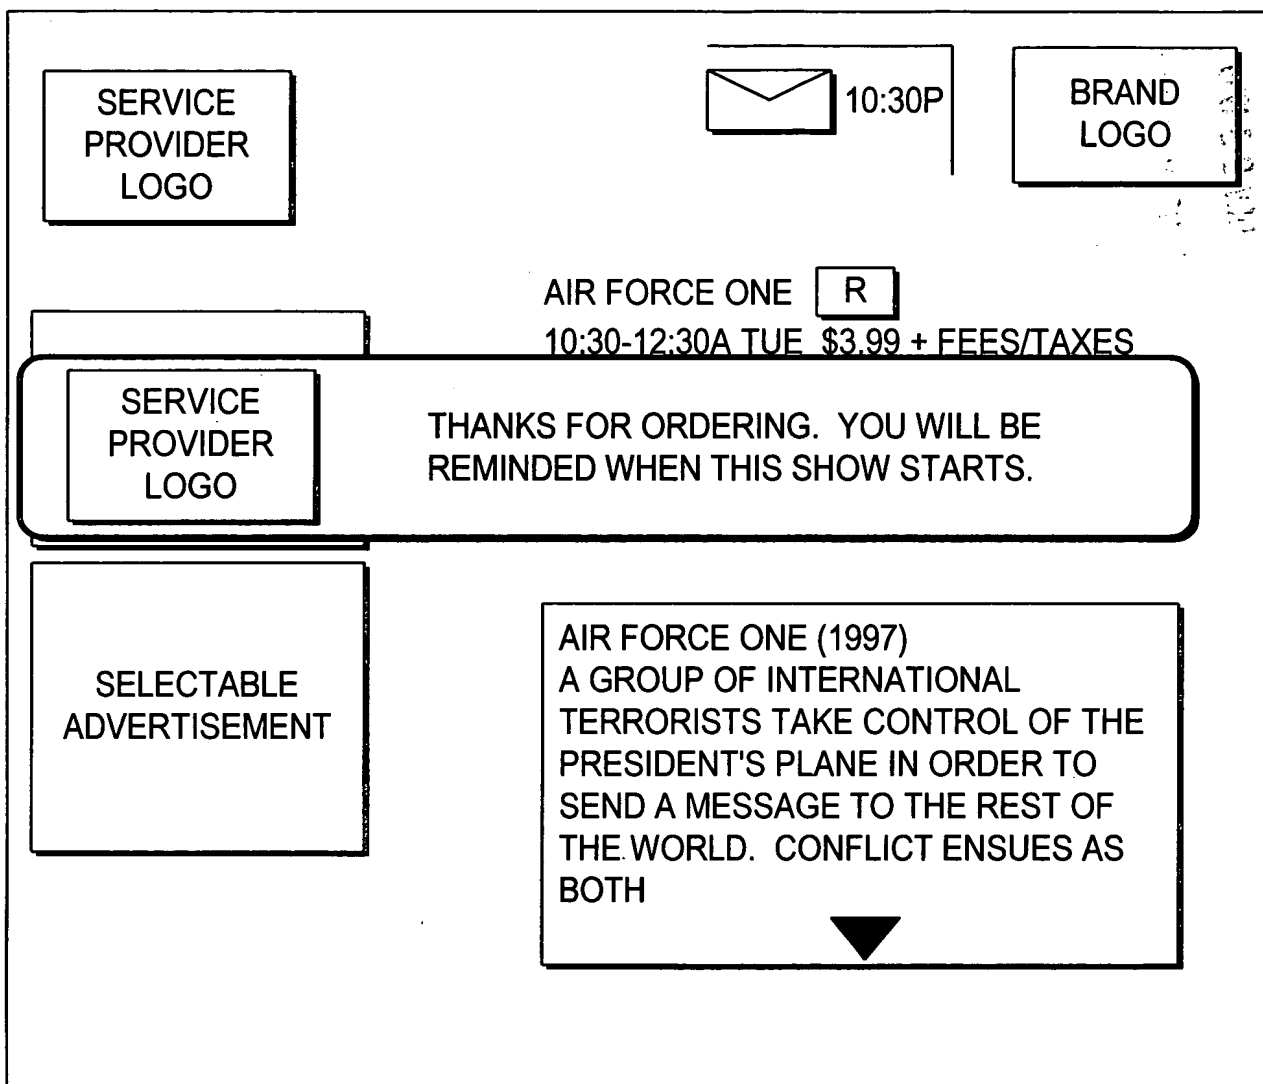 SERVICE
PROVIDER
LOGO
10:30P
BRAND
LOGO
AIR FORCE ONE R
10:30-12:30A TUE $3.99 + FEES/TAXES
SERVICE
PROVIDER
LOGO
THANKS FOR ORDERING. YOU WILL BE
REMINDED WHEN THIS SHOW STARTS.
SELECTABLE
ADVERTISEMENT
AIR FORCE ONE (1997)
A GROUP OF INTERNATIONAL
TERRORISTS TAKE CONTROL OF THE
PRESIDENT'S PLANE IN ORDER TO
SEND A MESSAGE TO THE REST OF
THE WORLD. CONFLICT ENSUES AS
BOTH